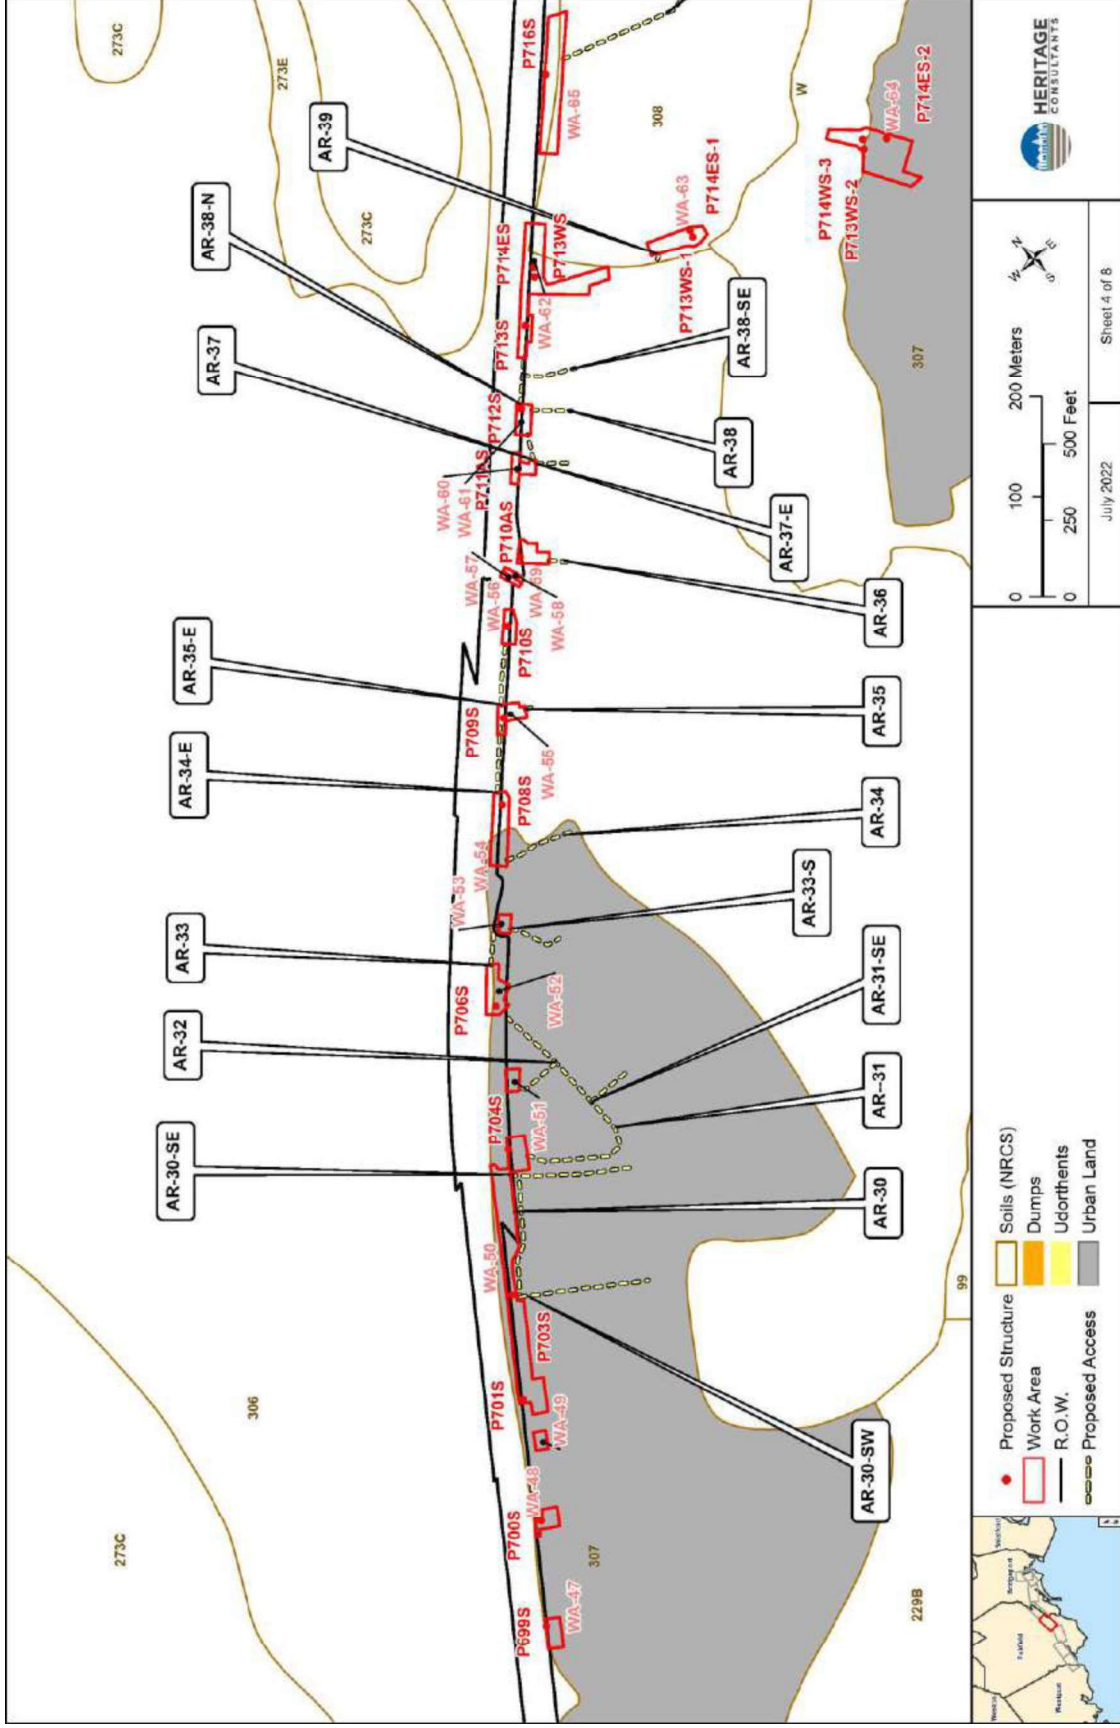 273C
273E
273C
273C
306
308
W
307
307
99
229B
AR-30-SE
AR-32
AR-33
AR-34-E
AR-35-E
AR-37
AR-38-N
AR-39
P699S
P700S
P701S
P703S
P704S
P706S
P708S
P709S
P710S
P710AS
P712S
P713S
P714ES
P713WS
P716S
P713WS-1
P714ES-1
P714WS-3
P713WS-2
P714ES-2
WA-47
WA-48
WA-49
WA-50
WA-51
WA-52
WA-53
WA-54
WA-55
WA-56
WA-57
WA-58
WA-60
WA-61
WA-62
WA-63
WA-64
WA-65
AR-30-SW
AR-30
AR--31
AR-31-SE
AR-33-S
AR-34
AR-35
AR-36
AR-37-E
AR-38
AR-38-SE
Fairfield
Bridgeport
Westport
Proposed Structure
Work Area
R.O.W.
Proposed Access
Soils (NRCS)
Dumps
Udorthents
Urban Land
0 100 200 Meters
0 250 500 Feet
N
E
S
W
July 2022
Sheet 4 of 8
HERITAGE
CONSULTANTS